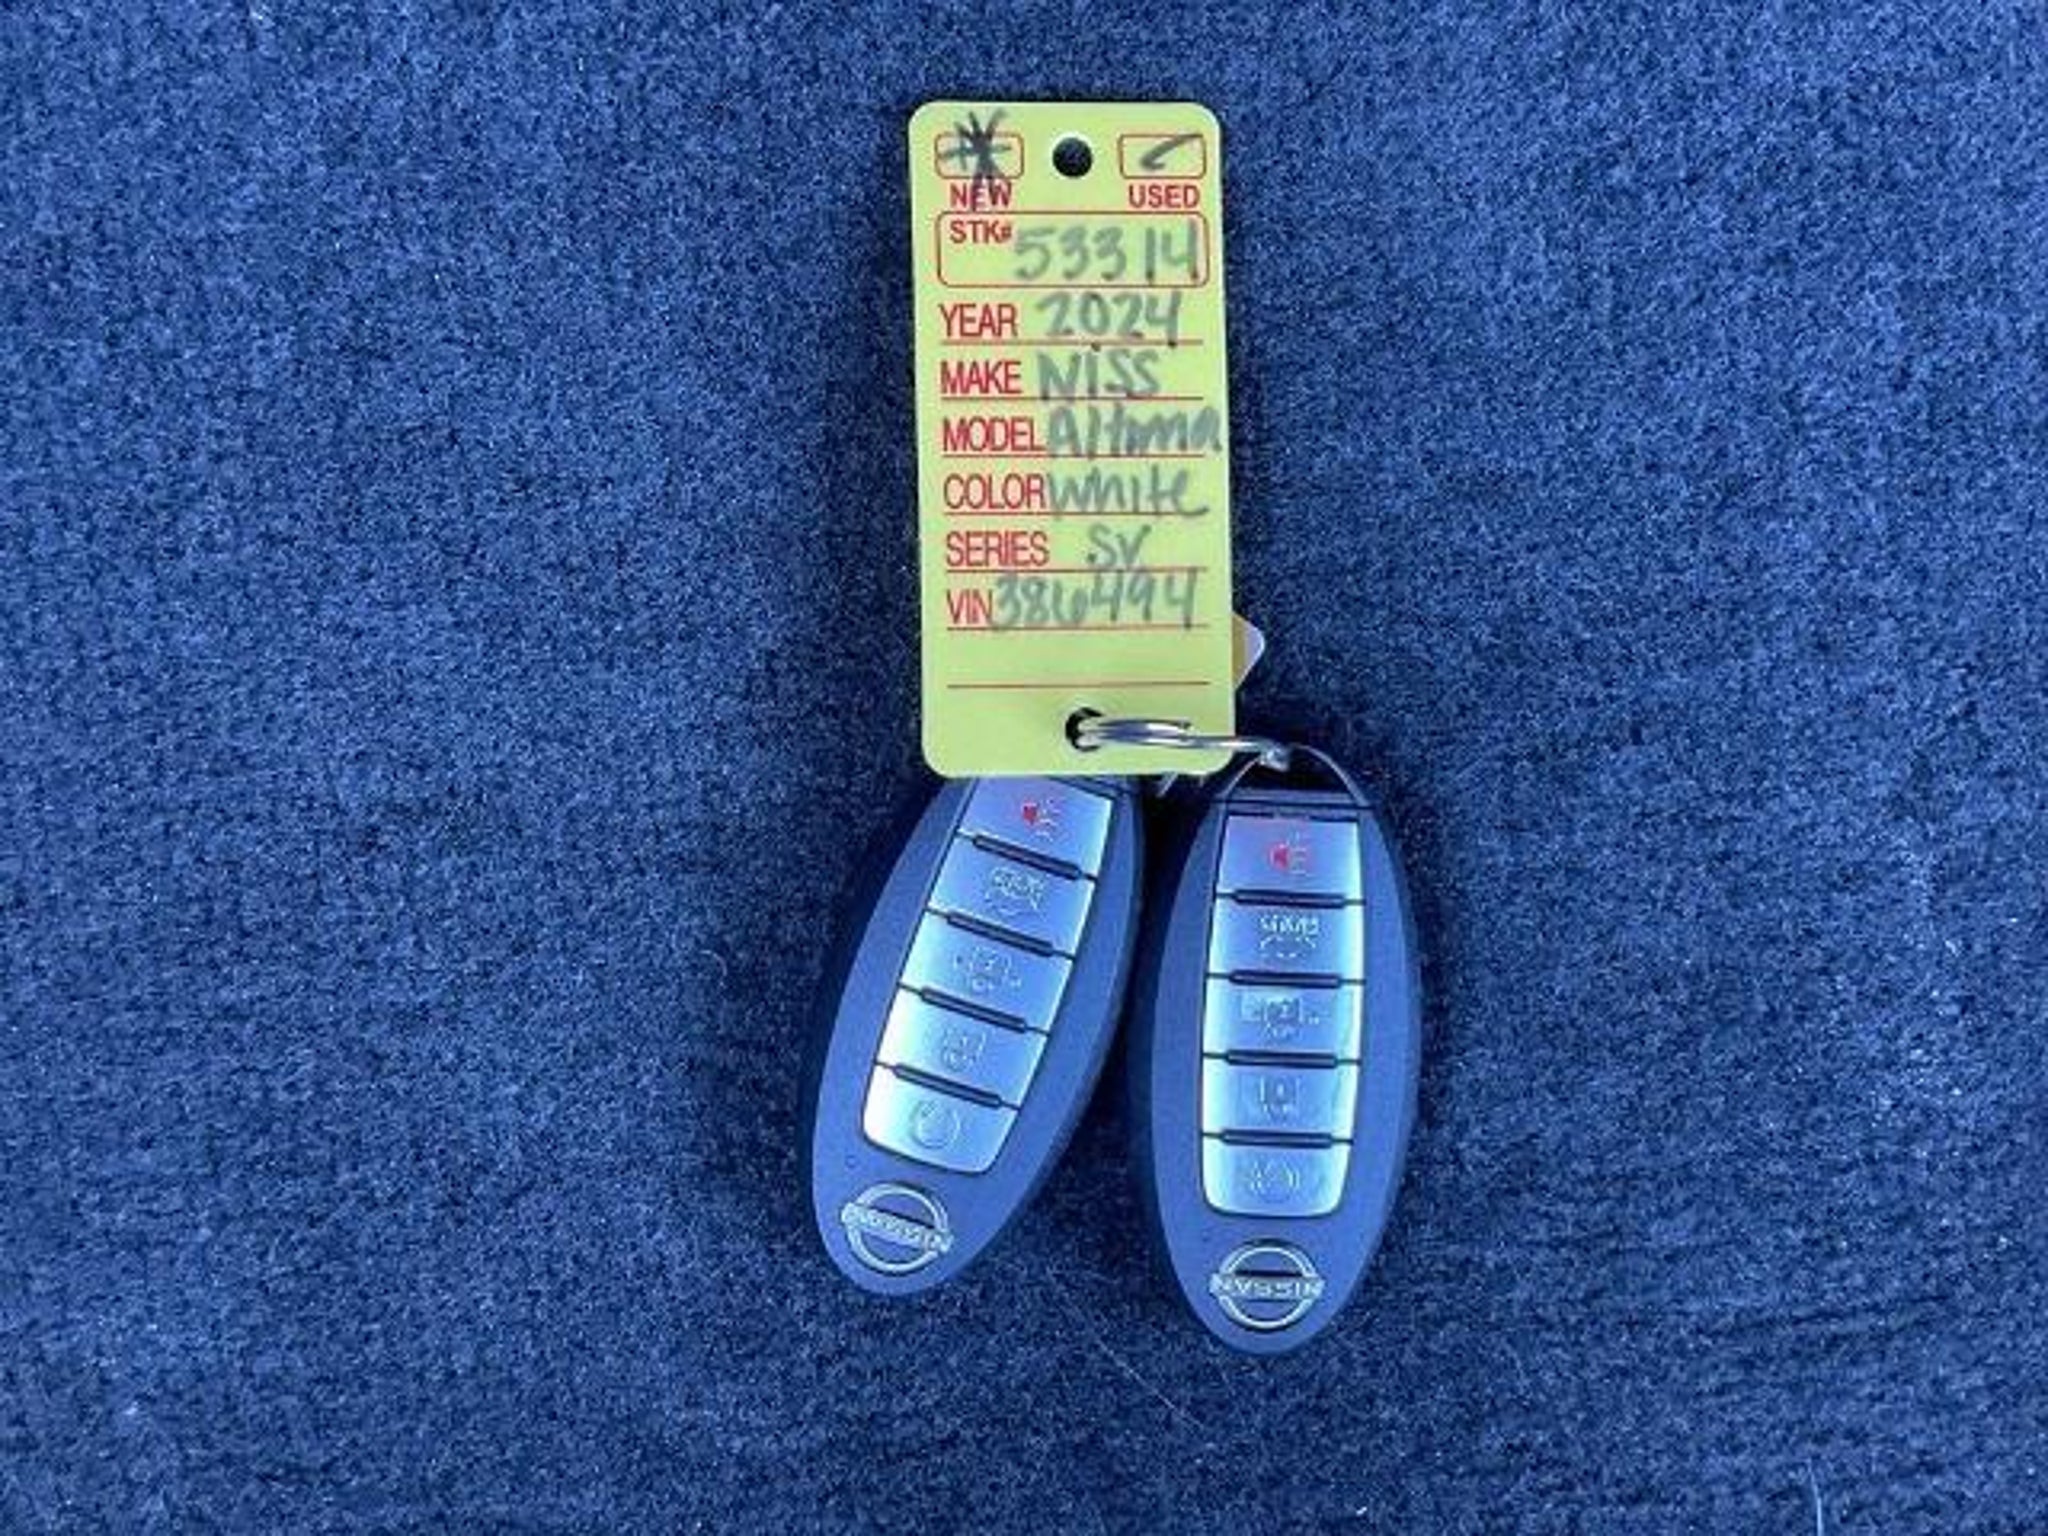 NEW USED
STK# 53314
YEAR 2024
MAKE NISS
MODEL Altima
COLOR White
SERIES SV
VIN 386494
NISSAN
NISSAN